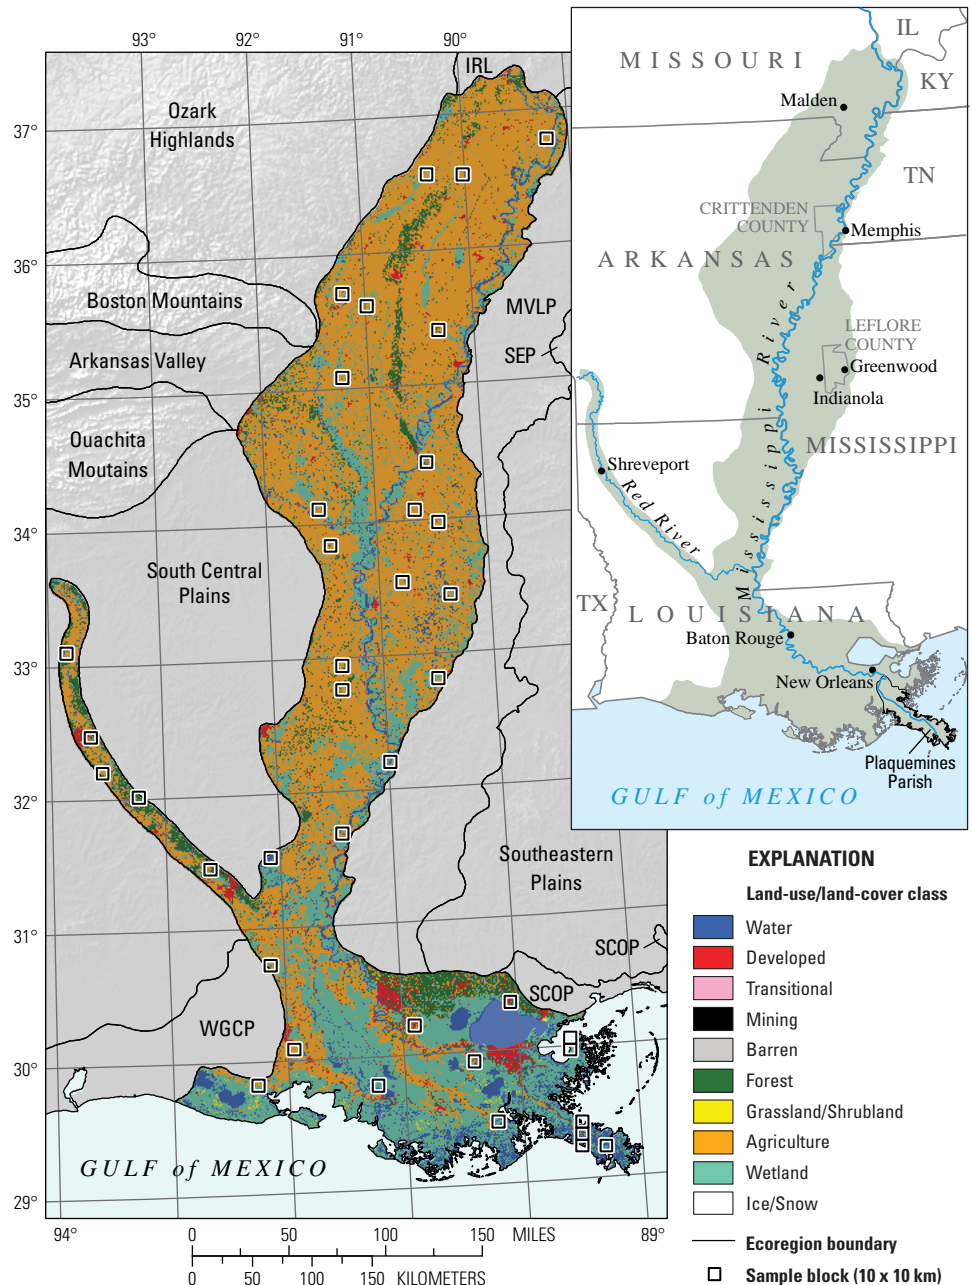 93°
92°
91°
90°
IRL
37°
36°
35°
34°
33°
32°
31°
30°
29°
94°
89°
Ozark
Highlands
Boston Mountains
Arkansas Valley
Ouachita
Moutains
MVLP
SEP
South Central
Plains
Southeastern
Plains
SCOP
SCOP
WGCP
GULF of MEXICO
0 50 100 150 MILES
0 50 100 150 KILOMETERS
MISSOURI
IL
KY
Malden
TN
CRITTENDEN
COUNTY
Memphis
ARKANSAS
Mississippi River
LEFLORE
COUNTY
Greenwood
Indianola
MISSISSIPPI
Shreveport
Red River
TX
LOUISIANA
Baton Rouge
New Orleans
Plaquemines
Parish
GULF of MEXICO
EXPLANATION
Land-use/land-cover class
Water
Developed
Transitional
Mining
Barren
Forest
Grassland/Shrubland
Agriculture
Wetland
Ice/Snow
Ecoregion boundary
Sample block (10 x 10 km)